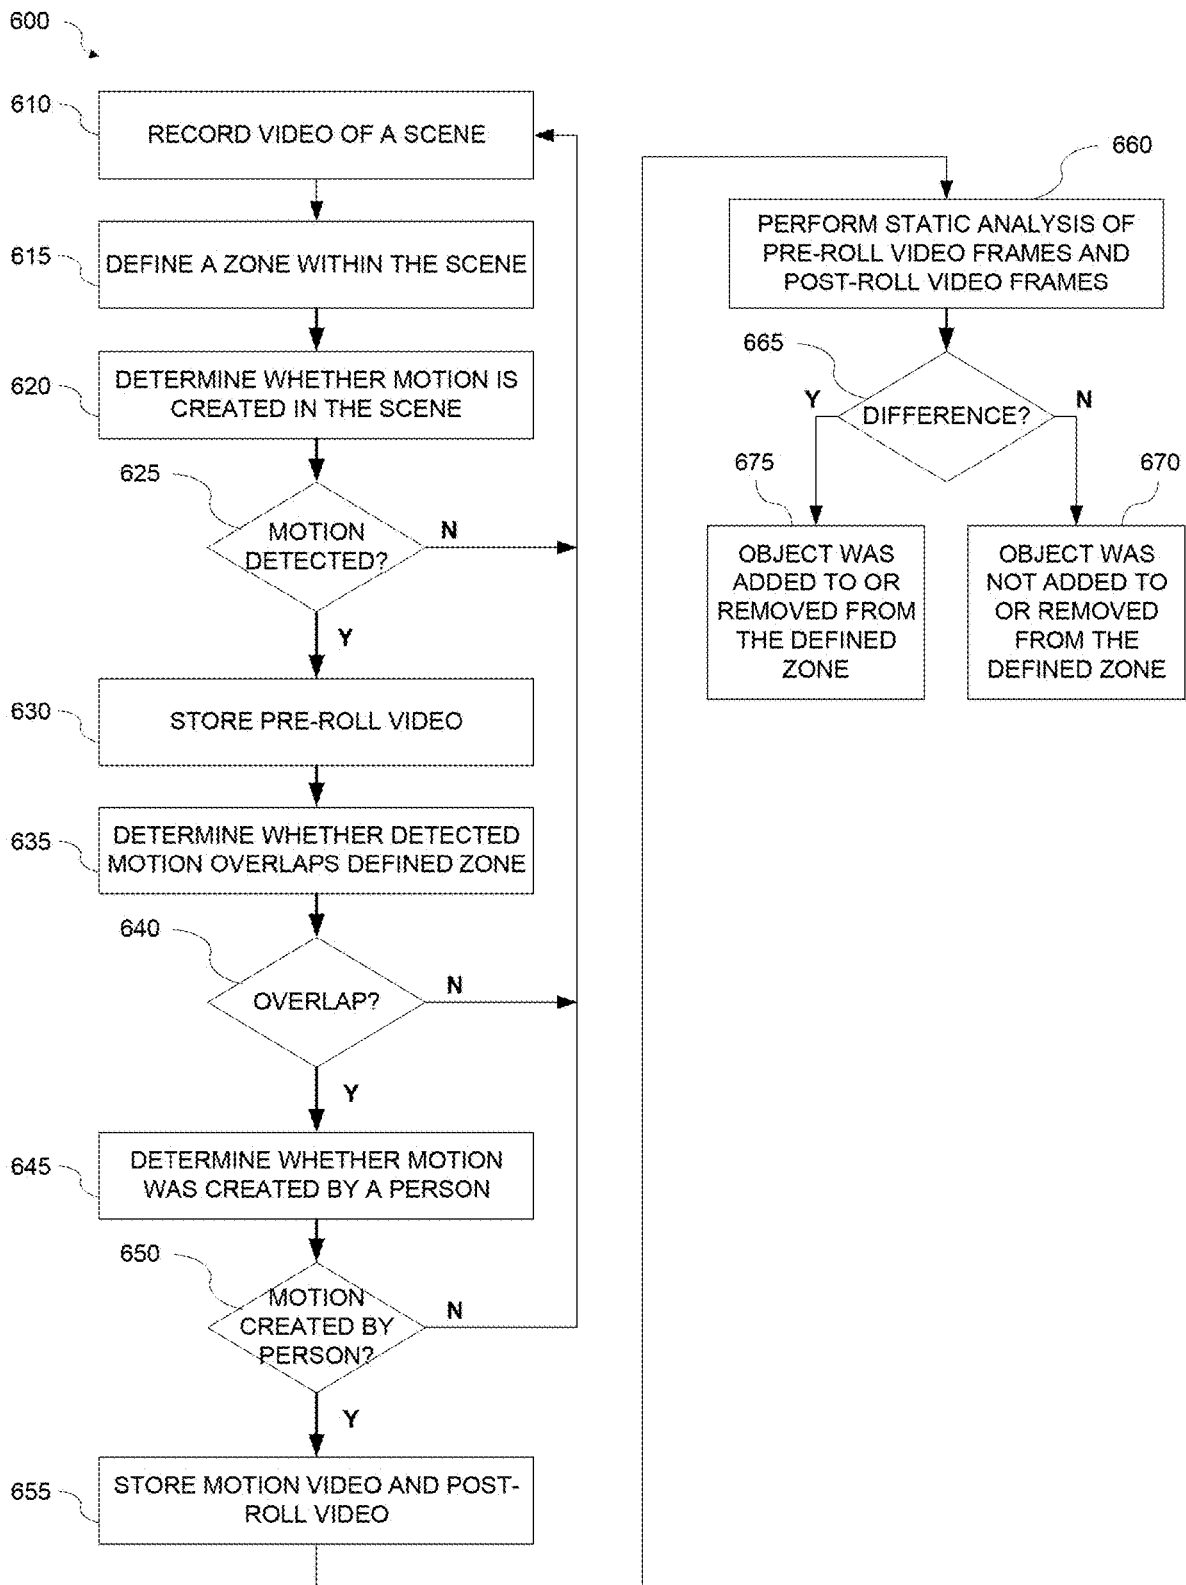 600
610
RECORD VIDEO OF A SCENE
615
DEFINE A ZONE WITHIN THE SCENE
620
DETERMINE WHETHER MOTION IS
CREATED IN THE SCENE
625
MOTION
DETECTED?
N
Y
630
STORE PRE-ROLL VIDEO
635
DETERMINE WHETHER DETECTED
MOTION OVERLAPS DEFINED ZONE
640
OVERLAP?
N
Y
645
DETERMINE WHETHER MOTION
WAS CREATED BY A PERSON
650
MOTION
CREATED BY
PERSON?
N
Y
655
STORE MOTION VIDEO AND POST-
ROLL VIDEO
660
PERFORM STATIC ANALYSIS OF
PRE-ROLL VIDEO FRAMES AND
POST-ROLL VIDEO FRAMES
665
DIFFERENCE?
Y
N
675
OBJECT WAS
ADDED TO OR
REMOVED FROM
THE DEFINED
ZONE
670
OBJECT WAS
NOT ADDED TO
OR REMOVED
FROM THE
DEFINED ZONE